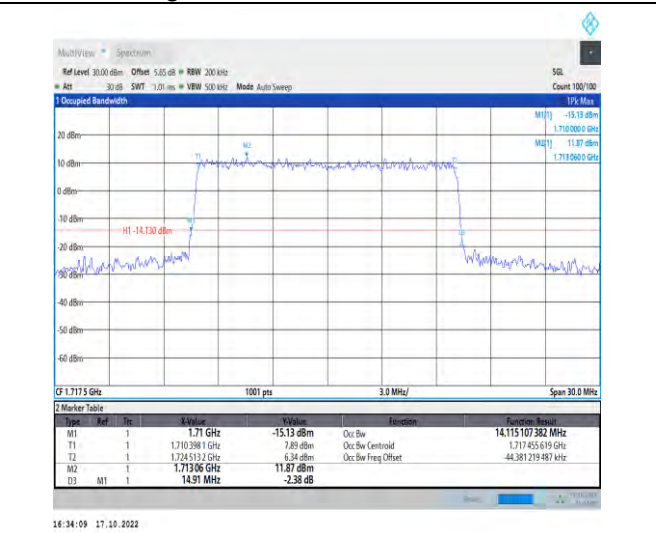 MultiView Spectrum
Ref Level 30.00 dBm Offset 5.65 dB RBW 200 kHz SGL
Att 30 dB SWT 1.01 ms VBW 500 kHz Mode Auto Sweep Count 100/100
1 Occupied Bandwidth 1Pk Max
M1[1] -15.13 dBm
1.710 000 0 GHz
M2[1] 11.87 dBm
1.713 060 0 GHz
20 dBm
M2
T1
10 dBm
0 dBm
-10 dBm
H1 -14.130 dBm
-20 dBm
-30 dBm
-40 dBm
-50 dBm
-60 dBm
CF 1.717 5 GHz 1001 pts 3.0 MHz/ Span 30.0 MHz
2 Marker Table
Type Ref Trc X-Value Y-Value Function Function Result
M1 1 1.71 GHz -15.13 dBm Occ Bw 14.115 107 382 MHz
T1 1 1.710 398 1 GHz 7.89 dBm Occ Bw Centroid 1.717 455 619 GHz
T2 1 1.724 513 2 GHz 6.34 dBm Occ Bw Freq Offset -44.381 219 487 kHz
M2 1 1.713 06 GHz 11.87 dBm
D3 M1 1 14.91 MHz -2.38 dB
16:34:09 17.10.2022